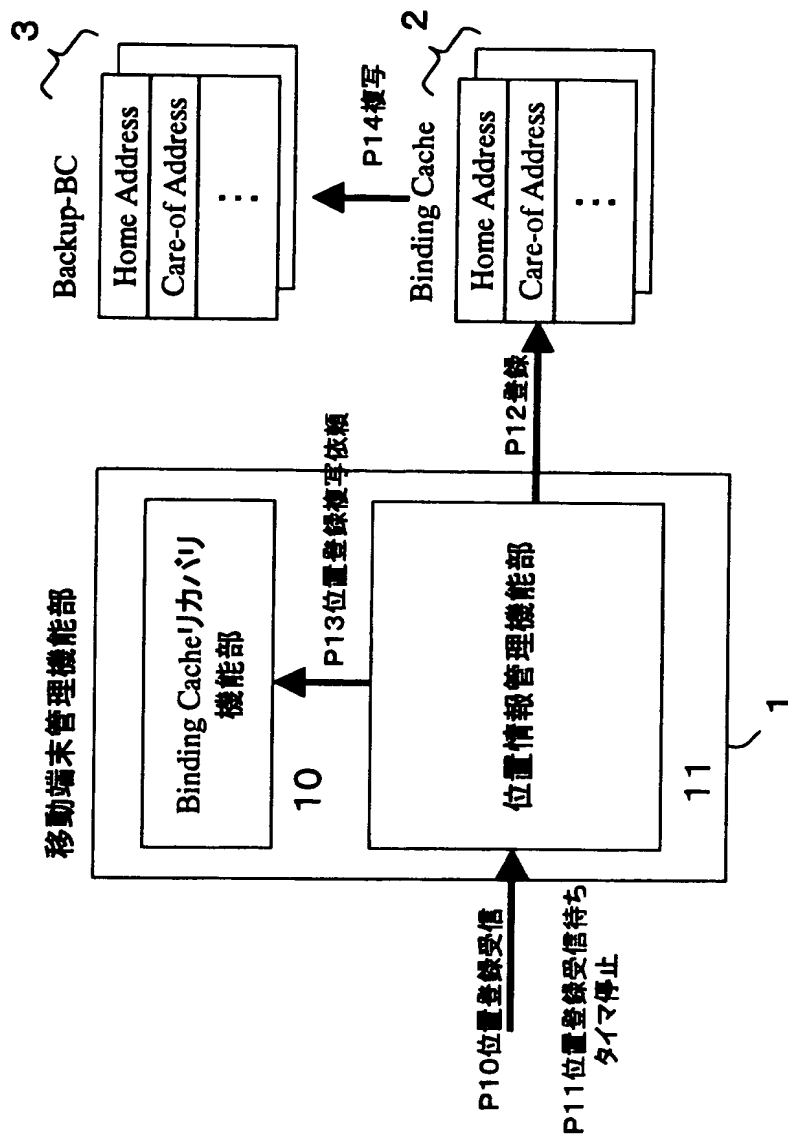 移動端末管理機能部
Binding Cacheリカバリ
機能部
10
P13位置登録複写依頼
位置情報管理機能部
11
1
P10位置登録受信
P11位置登録受信待ち
タイマ停止
P12登録
Backup-BC
3
Home Address
Care-of Address
⋮
P14複写
Binding Cache
2
Home Address
Care-of Address
⋮